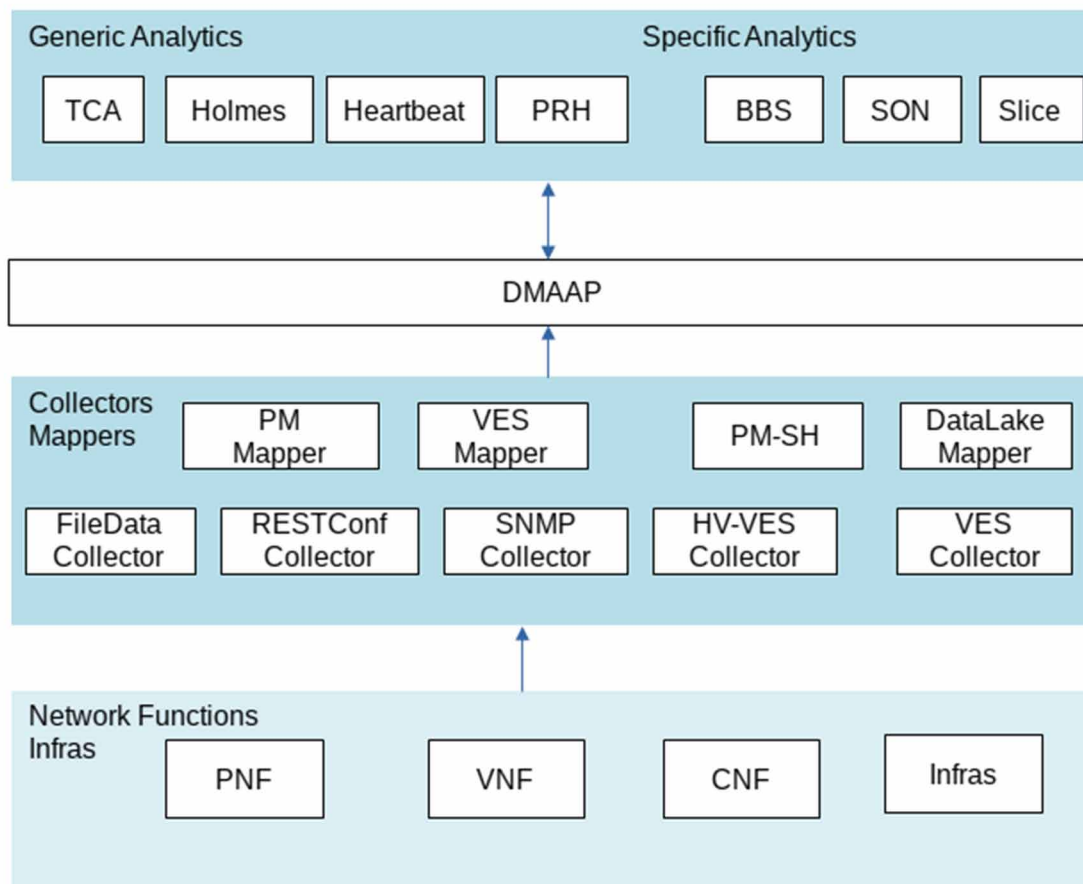 Generic Analytics
Specific Analytics
TCA
Holmes
Heartbeat
PRH
BBS
SON
Slice
DMAAP
Collectors
Mappers
PM
Mapper
VES
Mapper
PM-SH
DataLake
Mapper
FileData
Collector
RESTConf
Collector
SNMP
Collector
HV-VES
Collector
VES
Collector
Network Functions
Infras
PNF
VNF
CNF
Infras